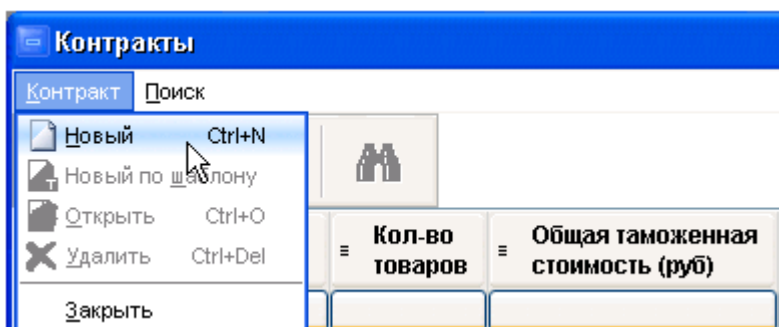 Контракты
Контракт Поиск
Новый Ctrl+N
Новый по шаблону
Открыть Ctrl+O
Удалить Ctrl+Del
Закрыть
Кол-во
товаров
Общая таможенная
стоимость (руб)